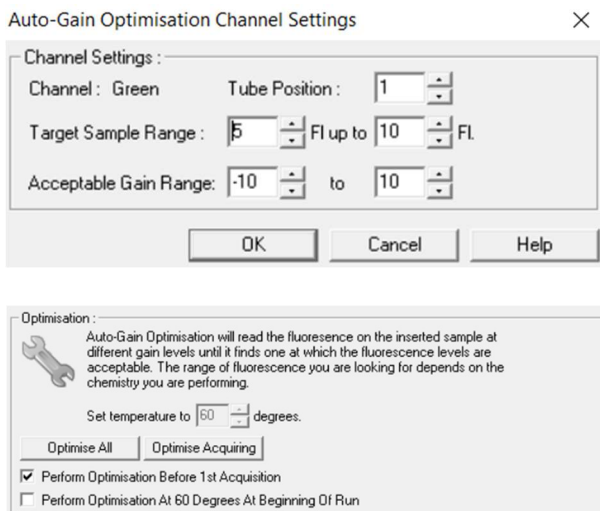 Auto-Gain Optimisation Channel Settings
Channel Settings :
Channel : Green Tube Position : 1
Target Sample Range : 5 Fl up to 10 Fl.
Acceptable Gain Range: -10 to 10
OK Cancel Help
Optimisation :
Auto-Gain Optimisation will read the fluoresence on the inserted sample at
different gain levels until it finds one at which the fluorescence levels are
acceptable. The range of fluorescence you are looking for depends on the
chemistry you are performing.
Set temperature to 60 degrees.
Optimise All Optimise Acquiring
Perform Optimisation Before 1st Acquisition
Perform Optimisation At 60 Degrees At Beginning Of Run